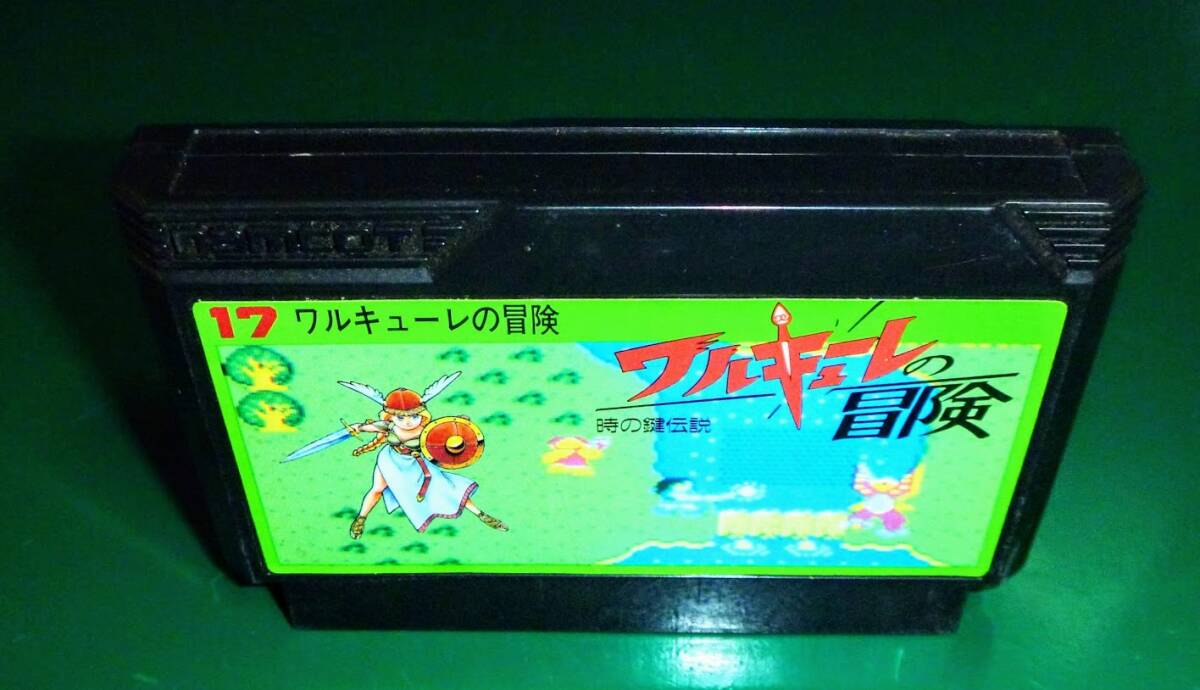 namcot
17 ワルキューレの冒険
ワルキューレの
冒険
時の鍵伝説